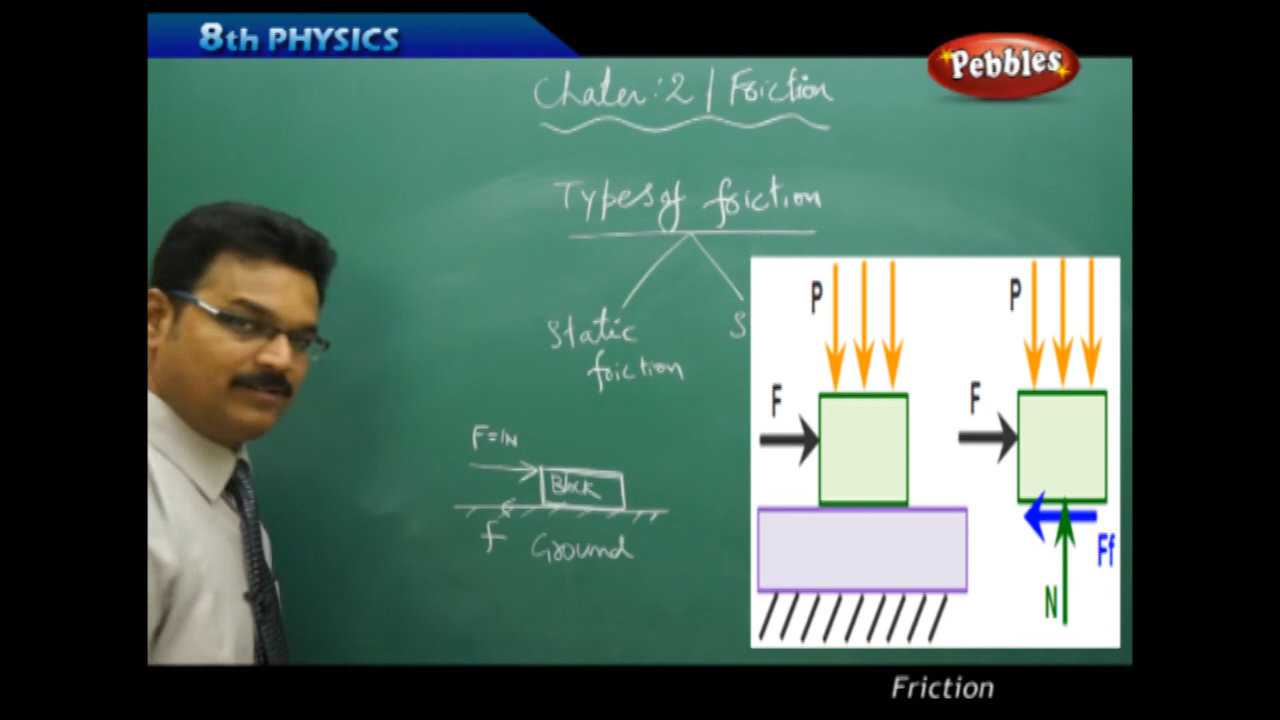 8th PHYSICS
Pebbles
Chater:2 / Friction
Types of friction
Static
friction
S
F=1N
Block
f
Ground
P
P
F
F
Ff
N
Friction